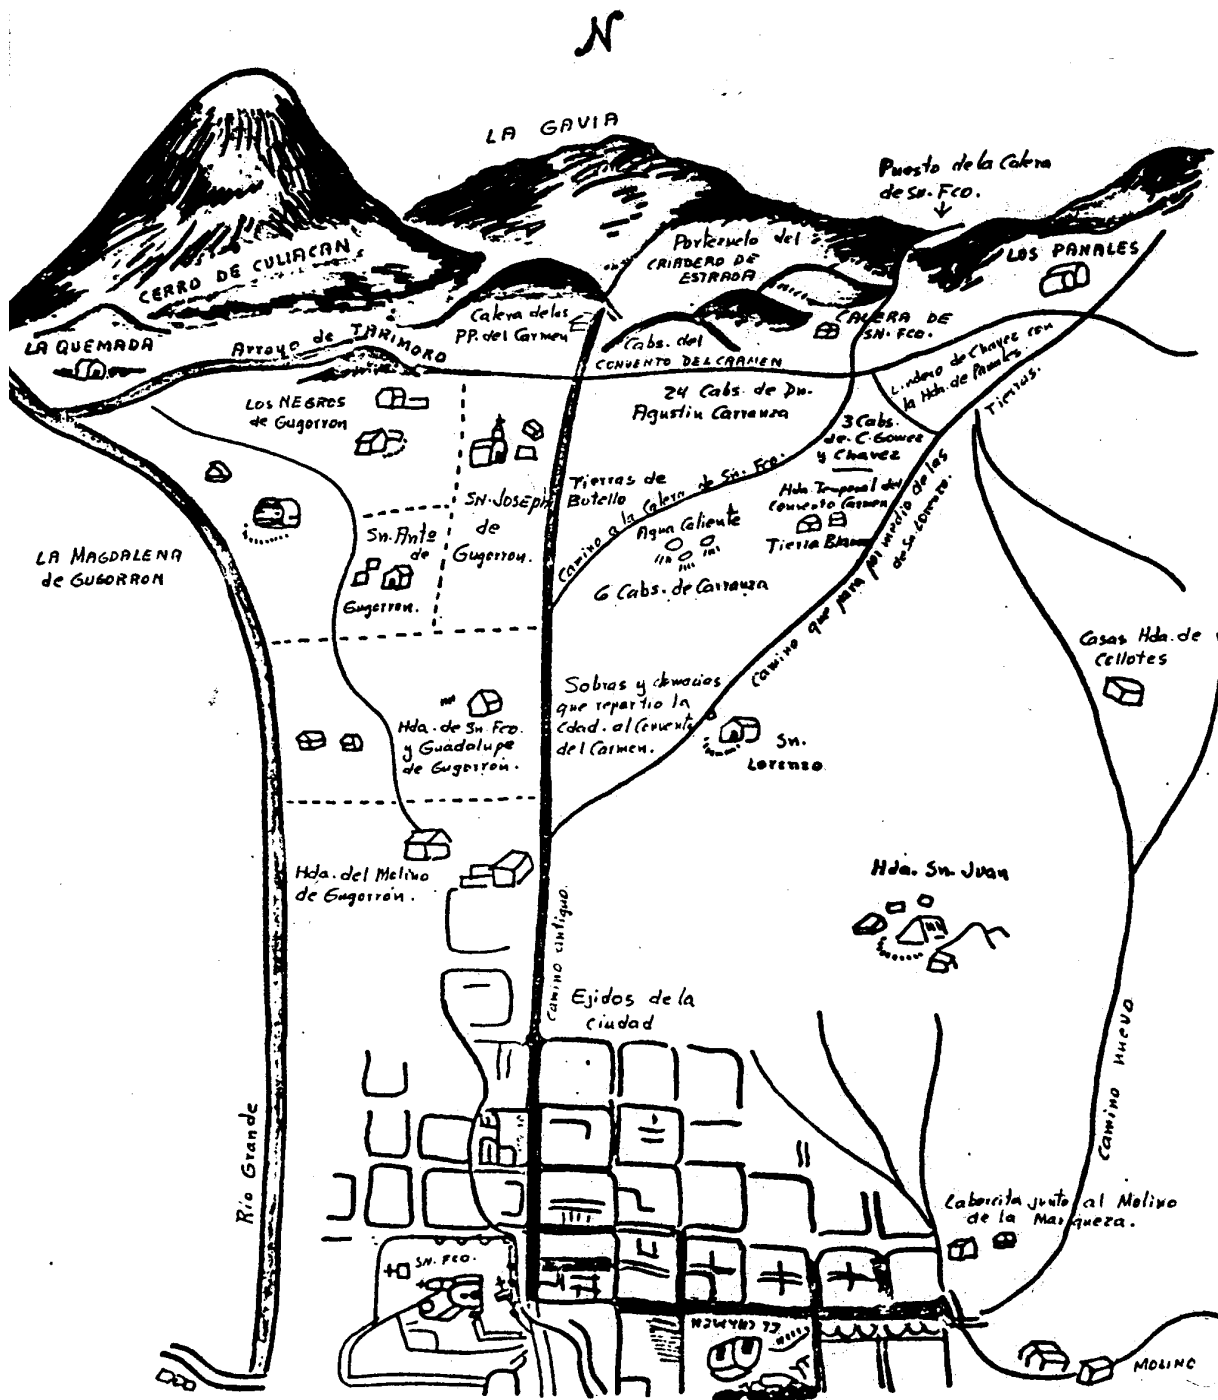 N
LA GAVIA
Puesto de la Calera
de Sn. Fco.
CERRO DE CULIACAN
Portezuelo del
CRIADERO DE
ESTRADA
LOS PANALES
Calera de los
PP. del Carmen
CALERA DE
SN. FCO.
LA QUEMADA
Arroyo de TARIMORO
Cabs. del
CONVENTO DEL CARMEN
Lindero de Chavez con
la Hda. de Panales
LOS NEGROS
de Gugorron
24 Cabs. de Dn.
Agustin Carranza
3 Cabs.
de C. Gomez
y Chavez
SN. JOSEPH
de
Gugorron.
Tierras de
Botello
Camino a la Calera de Sn. Fco.
Hda. Temporal del
Convento Carmen
Tierra Blanca
Agua Caliente
6 Cabs. de Carranza
Sn. Anto
de
Gugorron.
LA MAGDALENA
de GUGORRON
Camino que para por medio de las
Tierras.
de Sn. Lorenzo.
Casas Hda. de
Cellotes
Sobras y demacias
que repartio la
Cdad. al Convento
del Carmen.
Hda. de Sn. Fco.
y Guadalupe
de Gugorron.
Sn.
Lorenzo
Hda. del Molino
de Gugorron.
Hda. Sn. Juan
Camino antiguo.
Ejidos de la
Ciudad
Camino nuevo
Rio Grande
Laborcita junto al Molino
de la Marqueza.
SN. FCO.
EL CARMEN
MOLINO